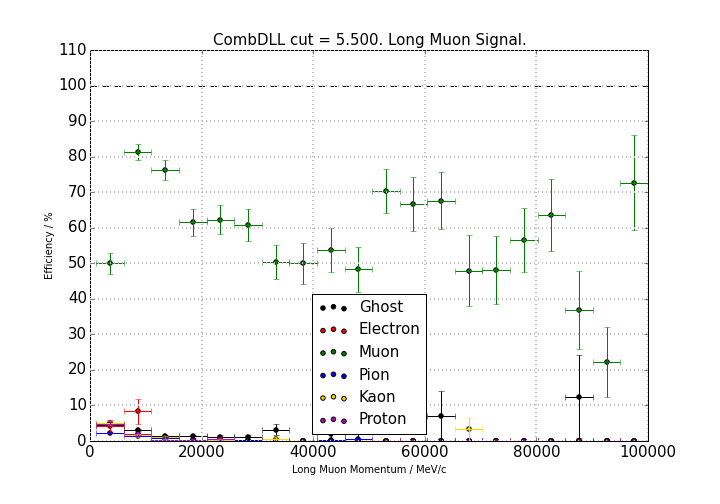 CombDLL cut = 5.500. Long Muon Signal.
110
100
90
80
70
60
50
40
30
20
10
0
Efficiency / %
Ghost
Electron
Muon
Pion
Kaon
Proton
0 20000 40000 60000 80000 100000
Long Muon Momentum / MeV/c